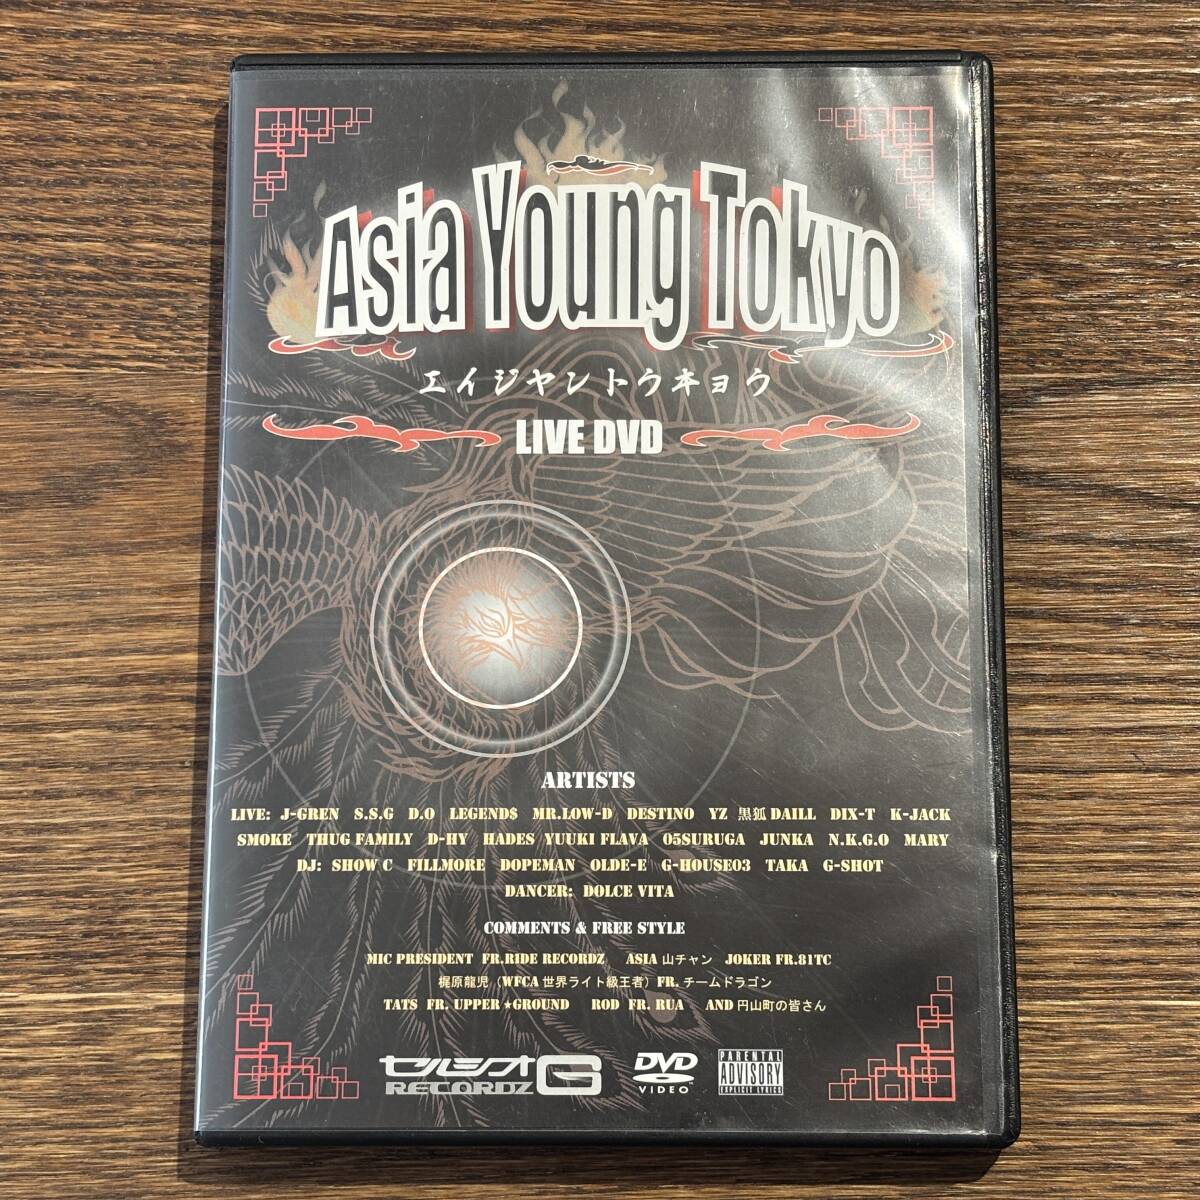 Asia Young Tokyo
エイジヤントウキョウ
LIVE DVD
ARTISTS
LIVE: J-GREN S.S.G D.O LEGEND$ MR.LOW-D DESTINO YZ 黒狐 DAILL DIX-T K-JACK
SMOKE THUG FAMILY D-HY HADES YUUKI FLAVA O5SURUGA JUNKA N.K.G.O MARY
DJ: SHOW C FILLMORE DOPEMAN OLDE-E G-HOUSE03 TAKA G-SHOT
DANCER: DOLCE VITA
COMMENTS & FREE STYLE
MIC PRESIDENT FR.RIDE RECORDZ ASIA 山チャン JOKER FR.81TC
梶原龍児（WFCA 世界ライト級王者）FR. チームドラゴン
TATS FR. UPPER★GROUND ROD FR. RUA AND 円山町の皆さん
セルシオG
RECORDZ
DVD
VIDEO
PARENTAL
ADVISORY
EXPLICIT LYRICS